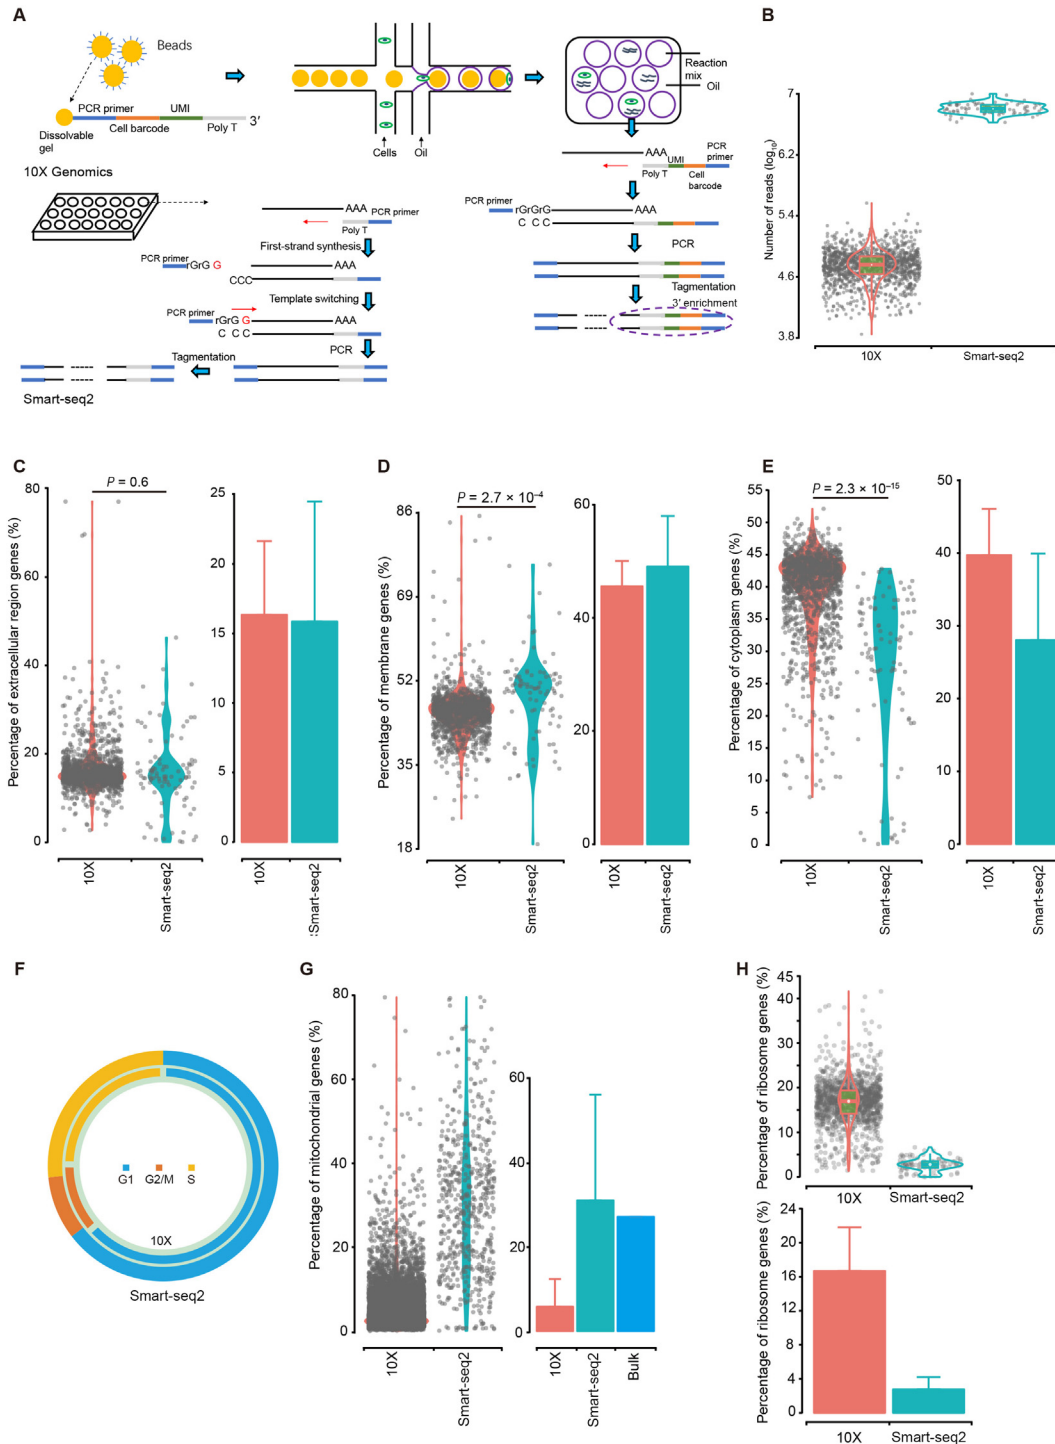 A
Beads
PCR primer
UMI
3′
Cell barcode
Poly T
Dissolvable
gel
10X Genomics
Cells
Oil
Reaction
mix
Oil
AAA
UMI
PCR
primer
Poly T
Cell
barcode
rGrGrG
AAA
C C C
PCR
Tagmentation
3′ enrichment
AAA
PCR primer
Poly T
First-strand synthesis
PCR primer
rGrG G
AAA
CCC
Template switching
PCR primer
rGrG G
AAA
C C C
PCR
Tagmentation
Smart-seq2
B
Number of reads (log10)
7
6.2
5.4
4.6
3.8
10X
Smart-seq2
C
P = 0.6
Percentage of extracellular region genes (%)
80
60
40
20
0
10X
Smart-seq2
25
20
15
10
5
0
10X
Smart-seq2
D
P = 2.7 × 10–4
Percentage of membrane genes (%)
86
69
52
35
18
10X
Smart-seq2
60
40
20
0
10X
Smart-seq2
E
P = 2.3 × 10–15
Percentage of cytoplasm genes (%)
55
50
45
40
35
30
25
20
15
10
5
0
10X
Smart-seq2
50
40
30
20
10
0
10X
Smart-seq2
F
G1
G2/M
S
10X
Smart-seq2
G
Percentage of mitochondrial genes (%)
80
60
40
20
0
10X
Smart-seq2
60
40
20
0
10X
Smart-seq2
Bulk
H
Percentage of ribosome genes (%)
45
40
30
20
10
0
10X
Smart-seq2
Percentage of ribosome genes (%)
24
20
16
12
8
4
0
10X
Smart-seq2